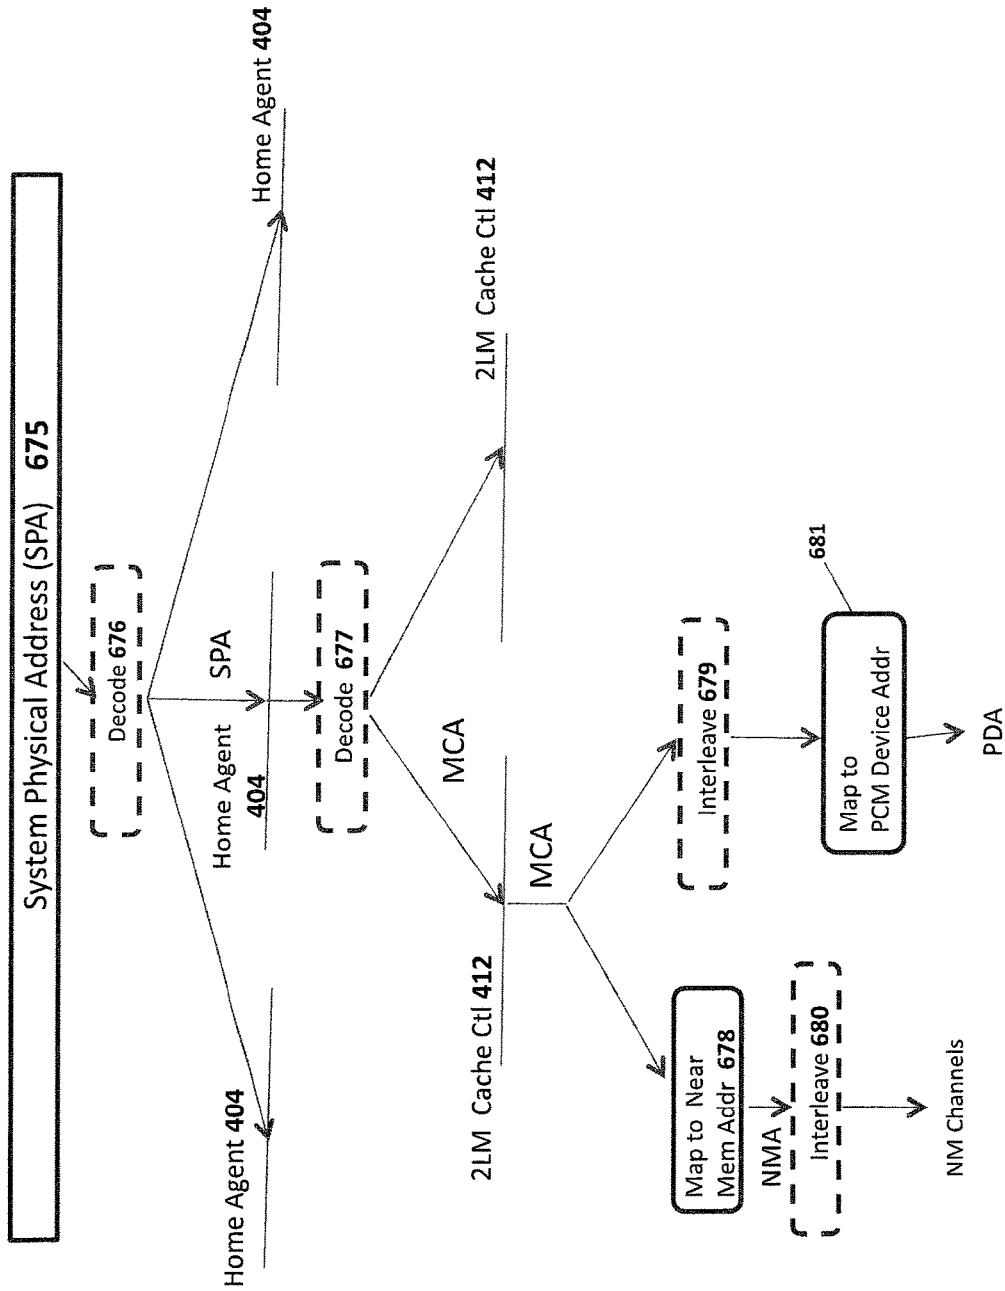 System Physical Address (SPA) 675
Decode 676
Home Agent 404
Home Agent
404
SPA
Home Agent 404
Decode 677
MCA
2LM Cache Ctl 412
2LM Cache Ctl 412
MCA
Map to Near
Mem Addr 678
NMA
Interleave 680
NM Channels
Interleave 679
681
Map to
PCM Device Addr
PDA